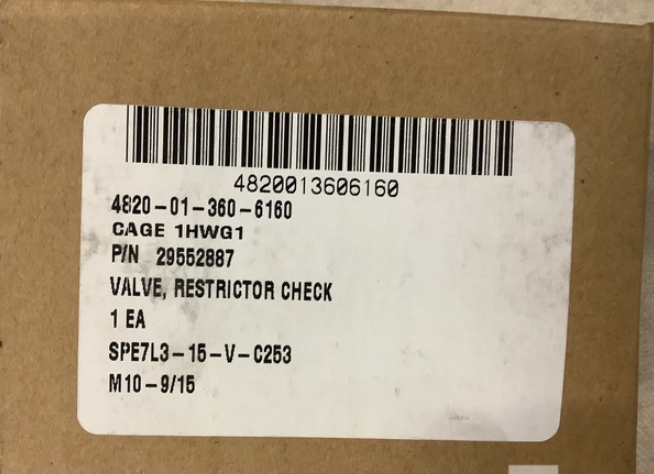 4820013606160
4820-01-360-6160
CAGE 1HWG1
P/N 29552887
VALVE, RESTRICTOR CHECK
1 EA
SPE7L3-15-V-C253
M10-9/15